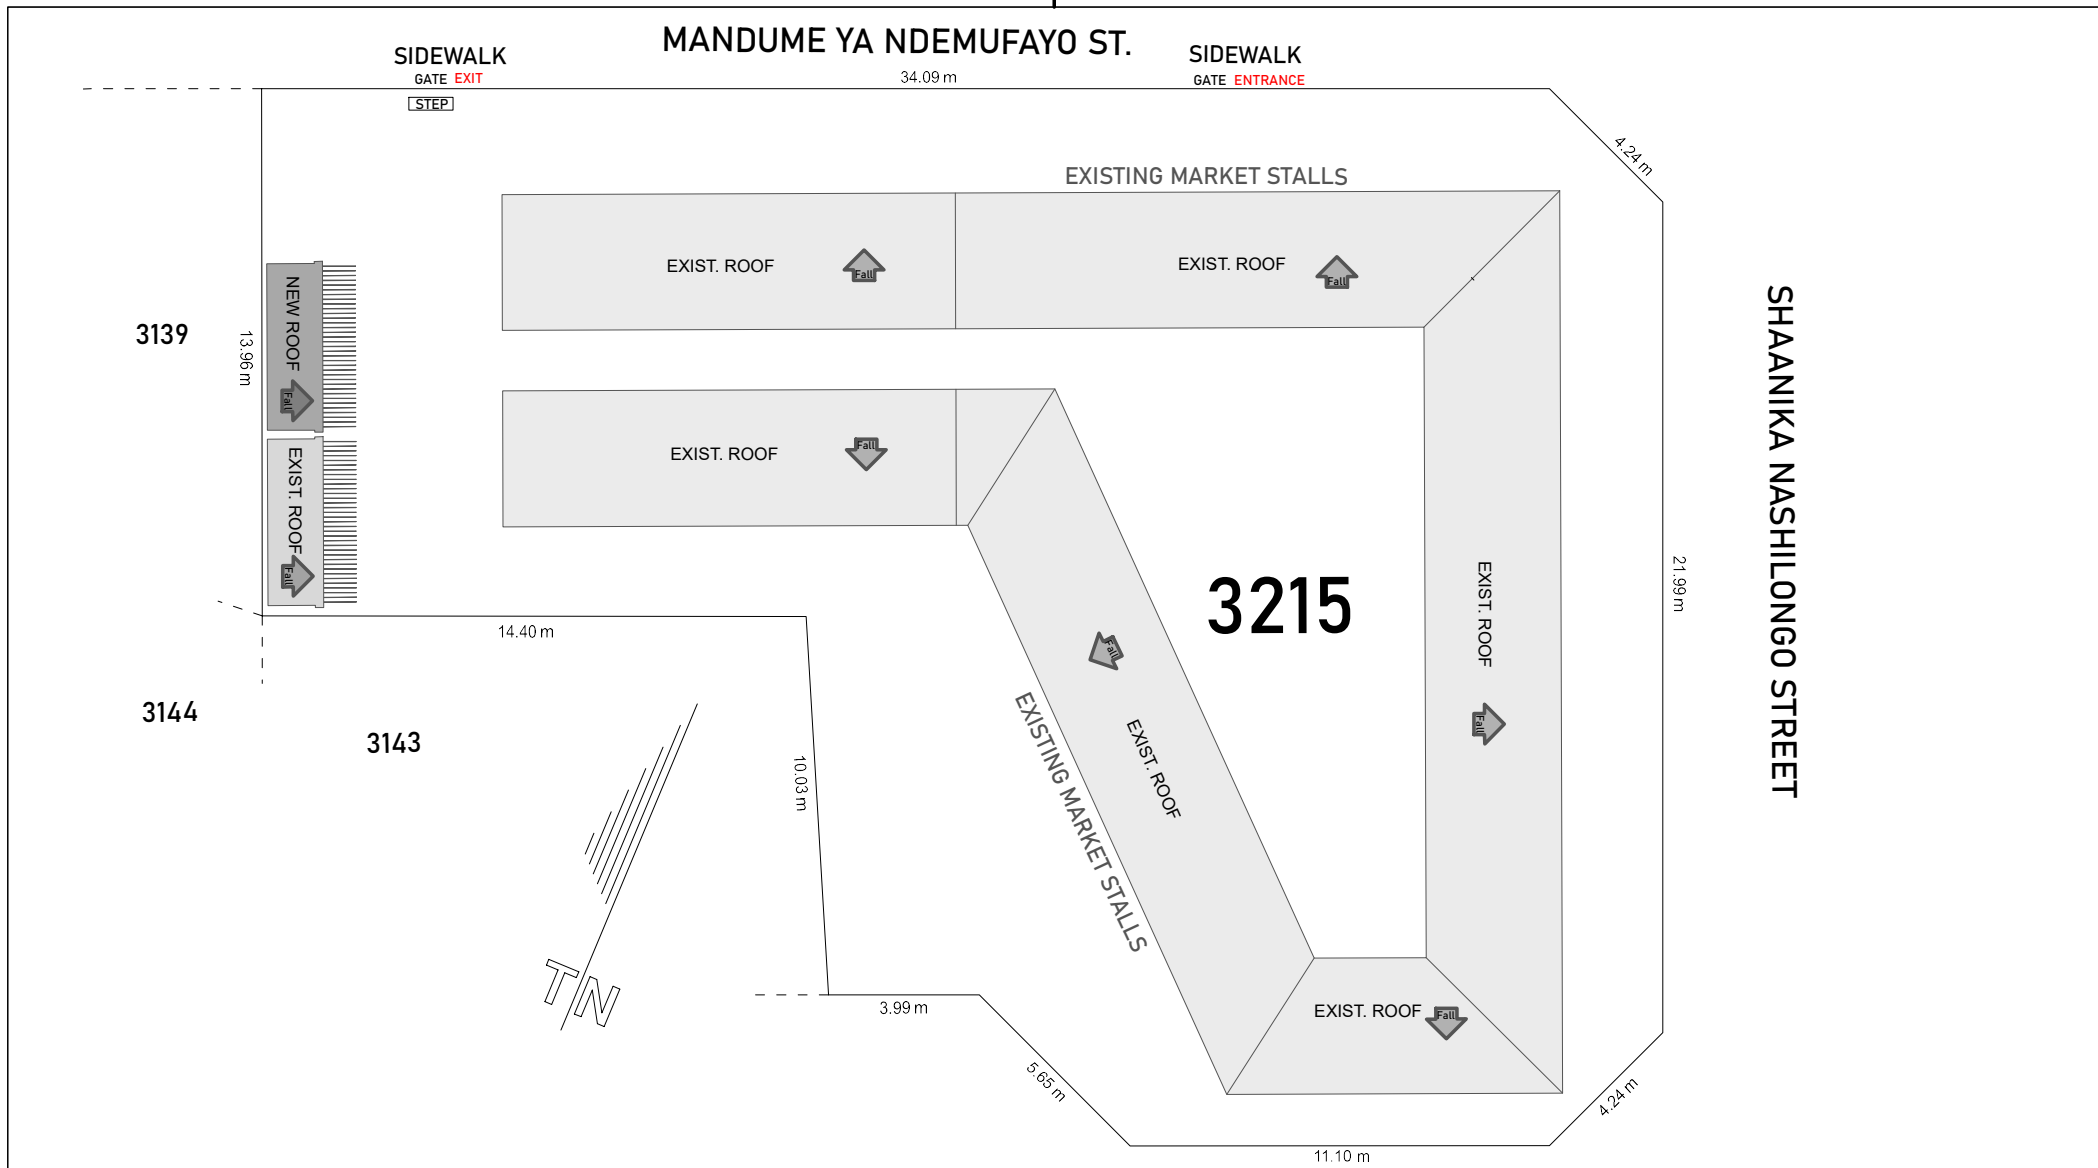 MANDUME YA NDEMUFAYO ST.
SIDEWALK
GATE EXIT
STEP
34.09 m
SIDEWALK
GATE ENTRANCE
4.24 m
EXISTING MARKET STALLS
EXIST. ROOF
Fall
EXIST. ROOF
Fall
3139
13.96 m
NEW ROOF
Fall
EXIST. ROOF
Fall
EXIST. ROOF
Fall
SHAANIKA NASHILONGO STREET
21.99 m
3215
EXIST. ROOF
Fall
14.40 m
Fall
EXIST. ROOF
EXISTING MARKET STALLS
3144
3143
10.03 m
TN
3.99 m
EXIST. ROOF
Fall
5.65 m
4.24 m
11.10 m